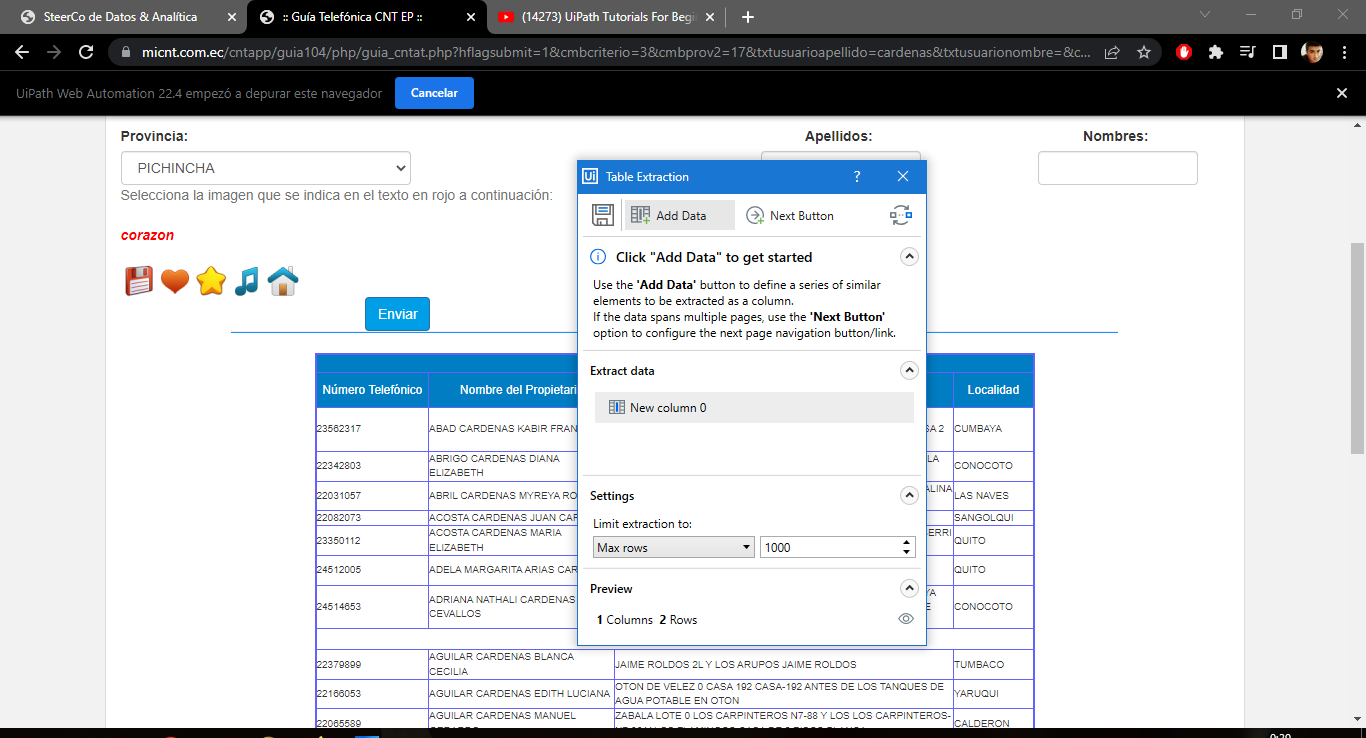 SteerCo de Datos & Analítica
:: Guía Telefónica CNT EP ::
(14273) UiPath Tutorials For Begi
micnt.com.ec/cntapp/guia104/php/guia_cntat.php?hflagsubmit=1&cmbcriterio=3&cmbprov2=17&txtusuarioapellido=cardenas&txtusuarionombre=&c...
UiPath Web Automation 22.4 empezó a depurar este navegador
Cancelar
Provincia:
Apellidos:
Nombres:
PICHINCHA
Selecciona la imagen que se indica en el texto en rojo a continuación:
corazon
Enviar
Ui Table Extraction
Add Data
Next Button
Click "Add Data" to get started
Use the 'Add Data' button to define a series of similar
elements to be extracted as a column.
If the data spans multiple pages, use the 'Next Button'
option to configure the next page navigation button/link.
Extract data
New column 0
Settings
Limit extraction to:
Max rows
1000
Preview
1 Columns 2 Rows
Número Telefónico
Nombre del Propietari
Localidad
23562317 ABAD CARDENAS KABIR FRAN SA 2 CUMBAYA
22342803 ABRIGO CARDENAS DIANA
ELIZABETH LA CONOCOTO
22031057 ABRIL CARDENAS MYREYA RO ALINA LAS NAVES
22082073 ACOSTA CARDENAS JUAN CAR SANGOLQUI
23350112 ACOSTA CARDENAS MARIA
ELIZABETH ERRI QUITO
24512005 ADELA MARGARITA ARIAS CAR QUITO
24514653 ADRIANA NATHALI CARDENAS
CEVALLOS YA
E CONOCOTO
22379899 AGUILAR CARDENAS BLANCA
CECILIA JAIME ROLDOS 2L Y LOS ARUPOS JAIME ROLDOS TUMBACO
22166053 AGUILAR CARDENAS EDITH LUCIANA OTON DE VELEZ 0 CASA 192 CASA-192 ANTES DE LOS TANQUES DE
AGUA POTABLE EN OTON YARUQUI
22065589 AGUILAR CARDENAS MANUEL ZABALA LOTE 0 LOS CARPINTEROS N7-88 Y LOS LOS CARPINTEROS-
CALDERON